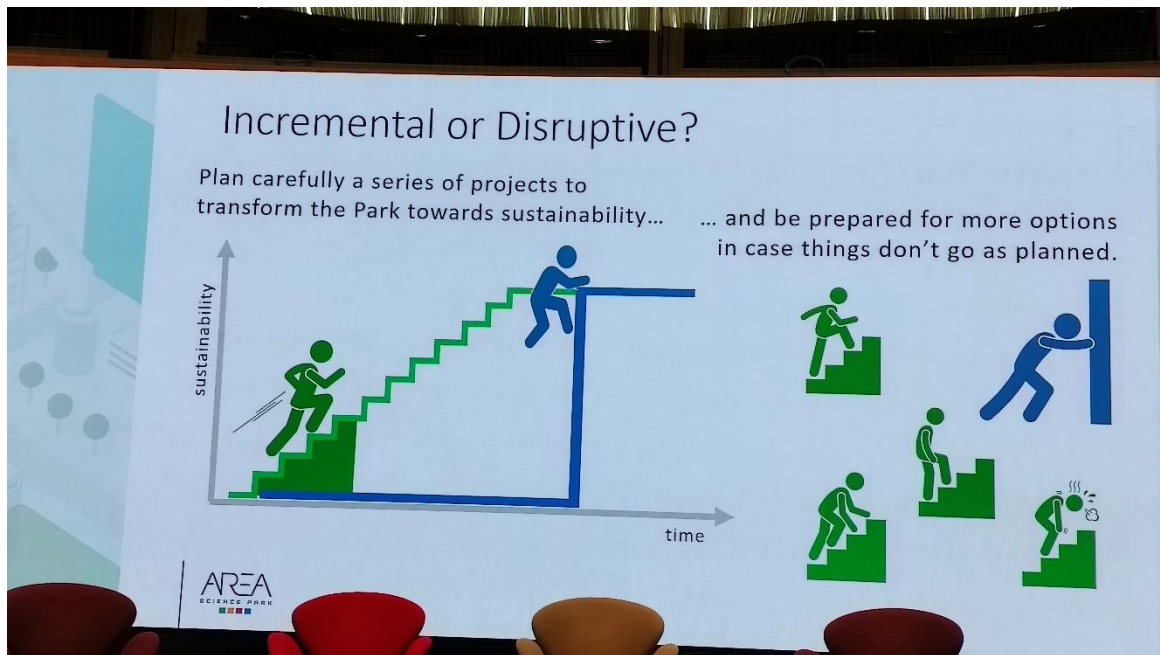 Incremental or Disruptive?
Plan carefully a series of projects to
transform the Park towards sustainability...
... and be prepared for more options
in case things don't go as planned.
sustainability
time
AREA
SCIENCE PARK